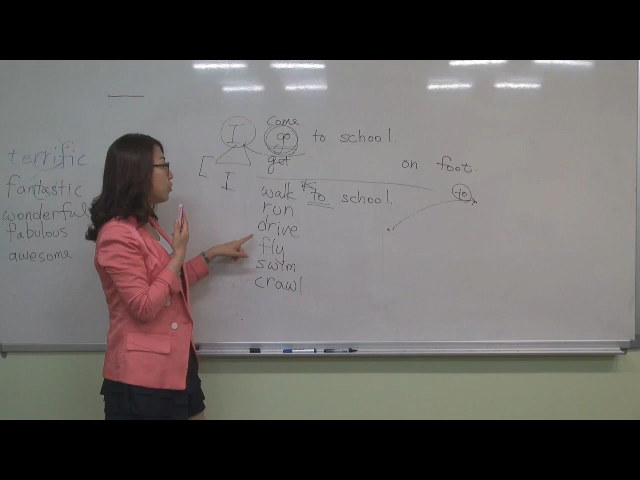 terrific
fantastic
wonderful
fabulous
awesome
come
I go to school.
get
on foot.
I walk to school.
to
run
drive
fly
swim
crawl